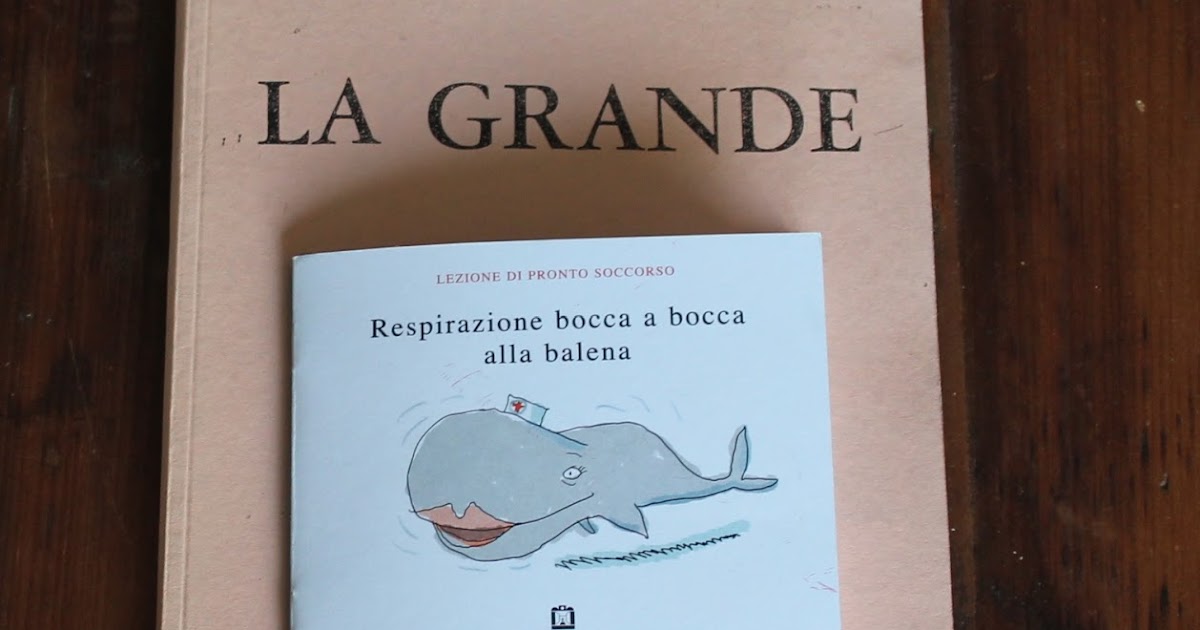 LA GRANDE
LEZIONE DI PRONTO SOCCORSO
Respirazione bocca a bocca
alla balena